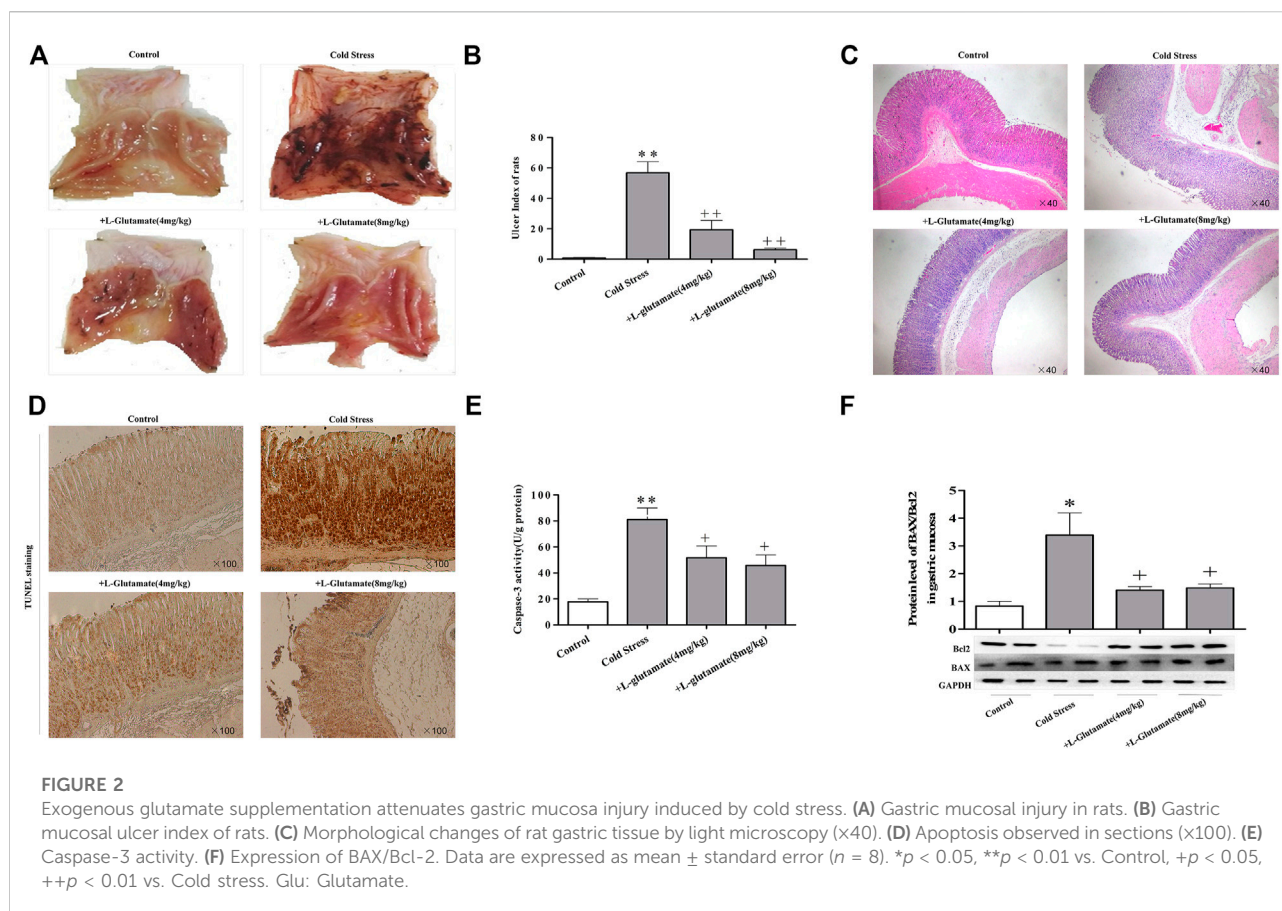 A
Control
Cold Stress
+L-Glutamate(4mg/kg)
+L-Glutamate(8mg/kg)
B
Ulcer Index of rats
80
60
40
20
0
**
++
++
Control
Cold Stress
+L-glutamate(4mg/kg)
+L-glutamate(8mg/kg)
C
Control
Cold Stress
×40
×40
+L-Glutamate(4mg/kg)
+L-Glutamate(8mg/kg)
×40
×40
D
TUNEL staining
Control
Cold Stress
×100
×100
+L-Glutamate(4mg/kg)
+L-Glutamate(8mg/kg)
×100
×100
E
Caspase-3 activity(U/g protein)
100
80
60
40
20
0
**
+
+
Control
Cold Stress
+L-glutamate(4mg/kg)
+L-glutamate(8mg/kg)
F
Protein level of BAX/Bcl2
in gastric mucosa
5
4
3
2
1
0
*
+
+
Bcl2
BAX
GAPDH
Control
Cold Stress
+L-Glutamate(4mg/kg)
+L-Glutamate(8mg/kg)
FIGURE 2
Exogenous glutamate supplementation attenuates gastric mucosa injury induced by cold stress. (A) Gastric mucosal injury in rats. (B) Gastric
mucosal ulcer index of rats. (C) Morphological changes of rat gastric tissue by light microscopy (×40). (D) Apoptosis observed in sections (×100). (E)
Caspase-3 activity. (F) Expression of BAX/Bcl-2. Data are expressed as mean ± standard error (n = 8). *p < 0.05, **p < 0.01 vs. Control, +p < 0.05,
++p < 0.01 vs. Cold stress. Glu: Glutamate.